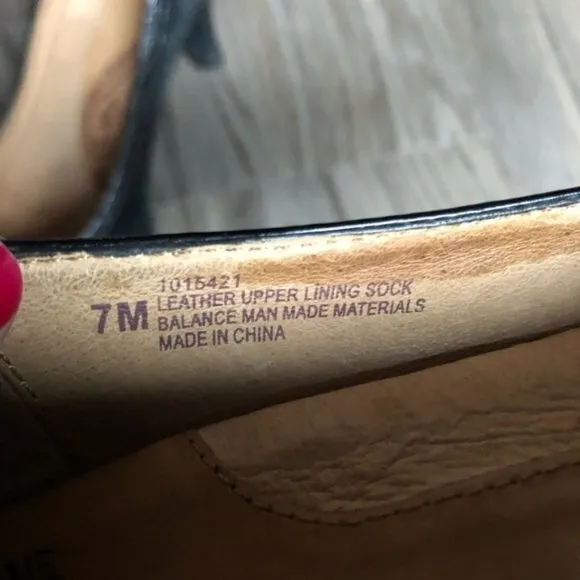 1015421
7M LEATHER UPPER LINING SOCK
BALANCE MAN MADE MATERIALS
MADE IN CHINA